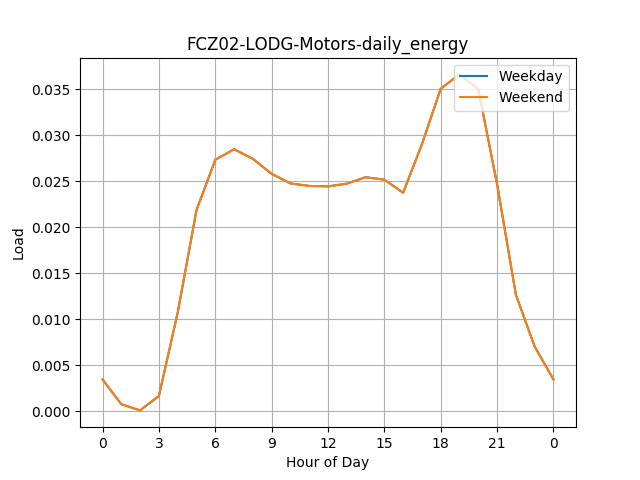 FCZ02-LODG-Motors-daily_energy
Weekday
Weekend
0.035
0.030
0.025
0.020
0.015
0.010
0.005
0.000
Load
0 3 6 9 12 15 18 21 0
Hour of Day